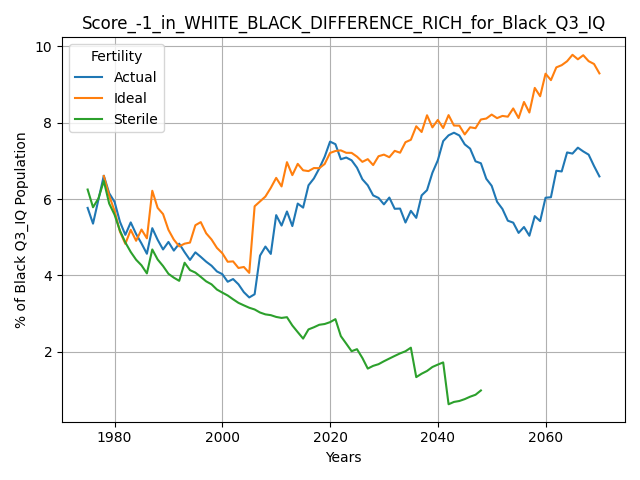 Score_-1_in_WHITE_BLACK_DIFFERENCE_RICH_for_Black_Q3_IQ
Fertility
Actual
Ideal
Sterile
% of Black Q3_IQ Population
10
8
6
4
2
1980
2000
2020
2040
2060
Years